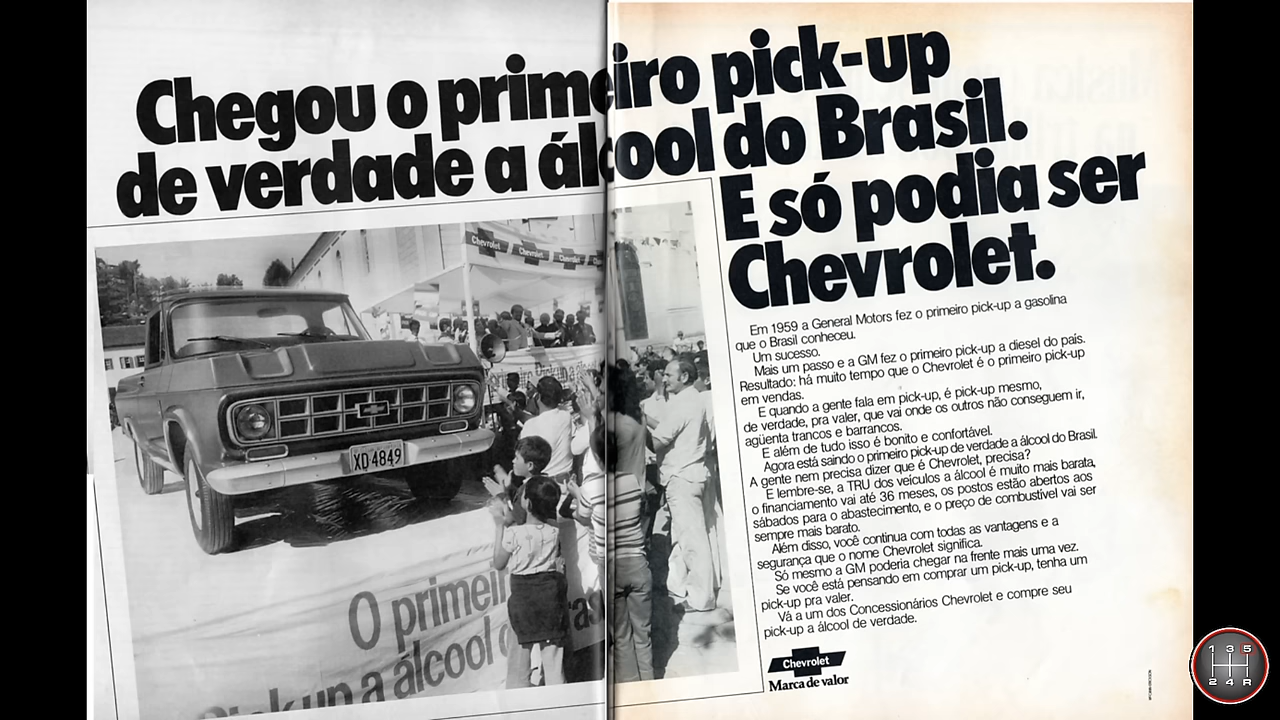 Chegou o primeiro pick-up
de verdade a álcool do Brasil.
E só podia ser
Chevrolet.
Chevrolet
Chevrolet
Chevrolet
XD 4849
O primeir
Pick up a álcool d
Em 1959 a General Motors fez o primeiro pick-up a gasolina
que o Brasil conheceu.
Um sucesso.
Mais um passo e a GM fez o primeiro pick-up a diesel do país.
Resultado: há muito tempo que o Chevrolet é o primeiro pick-up
em vendas.
E quando a gente fala em pick-up, é pick-up mesmo,
de verdade, pra valer, que vai onde os outros não conseguem ir,
agüenta trancos e barrancos.
E além de tudo isso é bonito e confortável.
Agora está saindo o primeiro pick-up de verdade a álcool do Brasil.
A gente nem precisa dizer que é Chevrolet, precisa?
E lembre-se, a TRU dos veículos a álcool é muito mais barata,
o financiamento vai até 36 meses, os postos estão abertos aos
sábados para o abastecimento, e o preço de combustível vai ser
sempre mais barato.
Além disso, você continua com todas as vantagens e a
segurança que o nome Chevrolet significa.
Só mesmo a GM poderia chegar na frente mais uma vez.
Se você está pensando em comprar um pick-up, tenha um
pick-up pra valer.
Vá a um dos Concessionários Chevrolet e compre seu
pick-up a álcool de verdade.
Chevrolet
Marca de valor
1 3 5
2 4 R